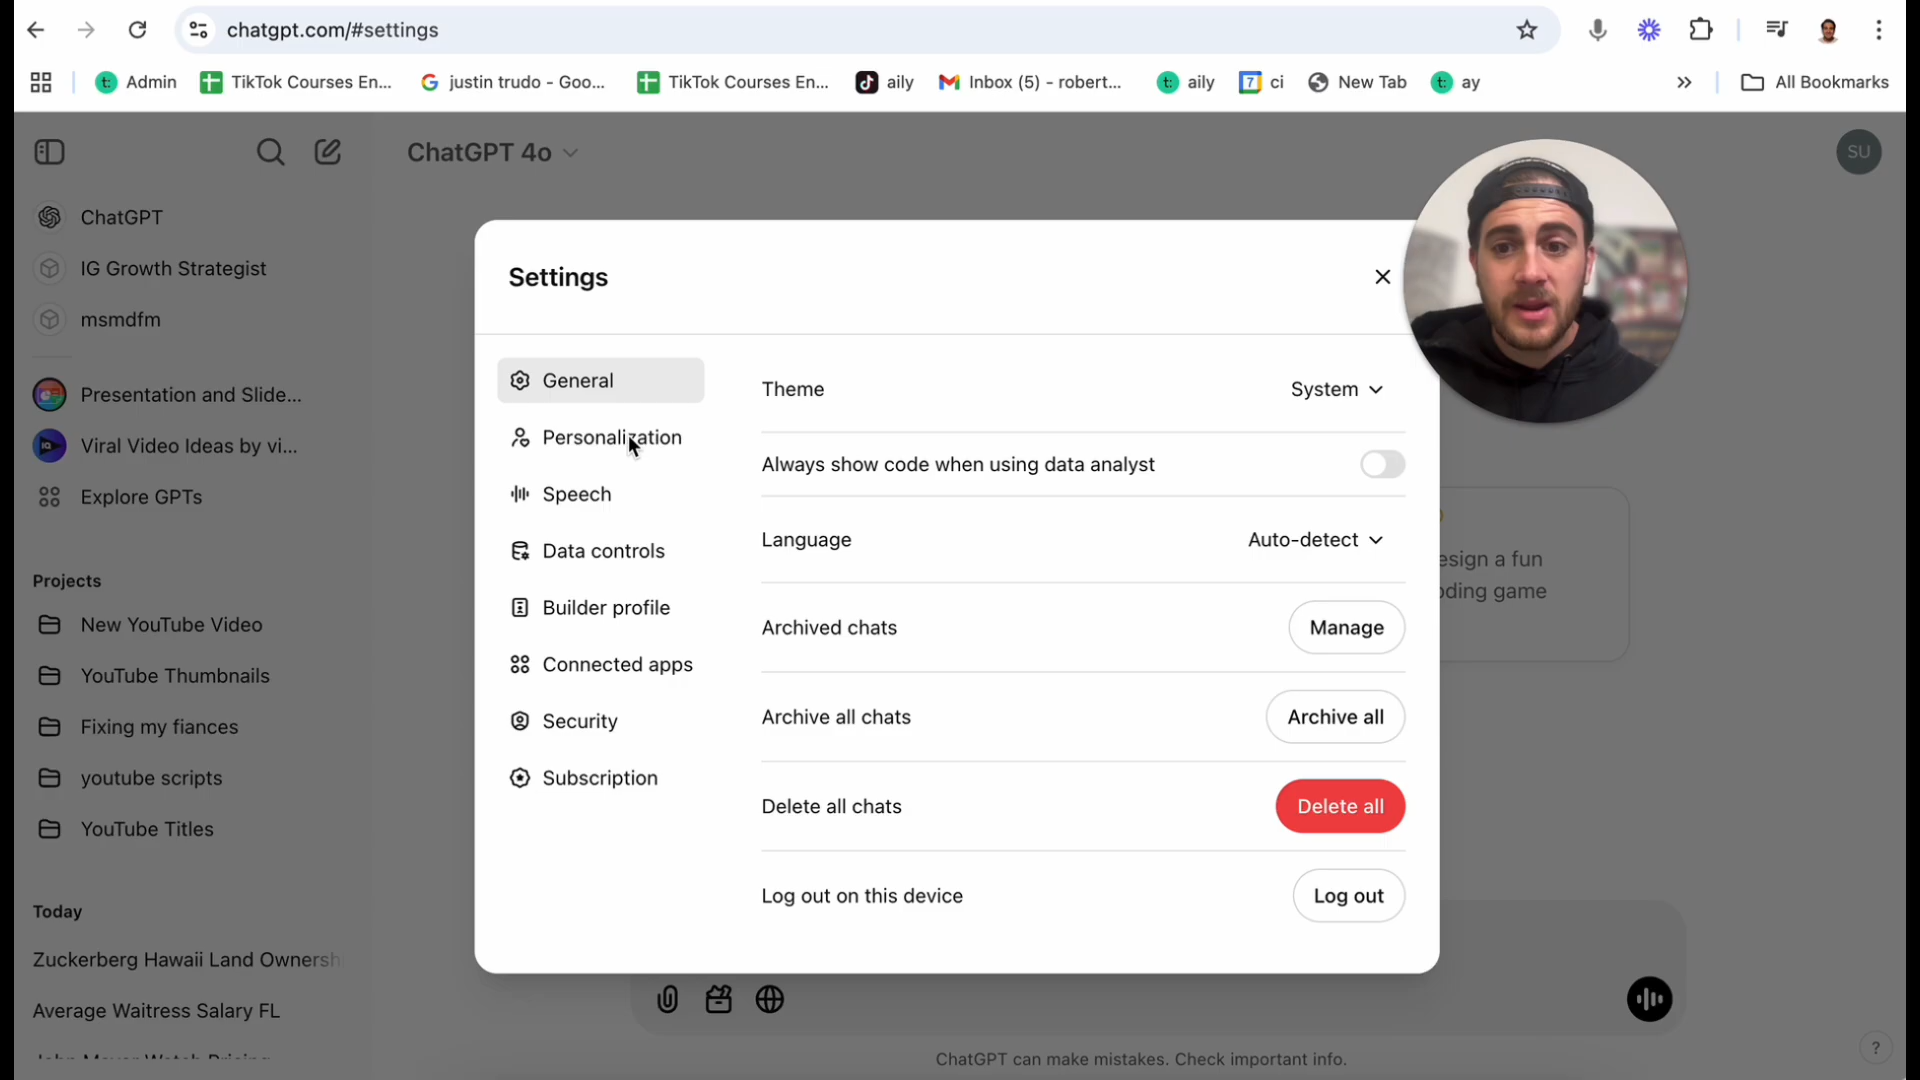 chatgpt.com/#settings
Admin
TikTok Courses En...
justin trudo - Goo...
TikTok Courses En...
aily
Inbox (5) - robert...
aily
7
ci
New Tab
ay
All Bookmarks
ChatGPT 4o
SU
ChatGPT
IG Growth Strategist
msmdfm
Presentation and Slide...
Viral Video Ideas by vi...
Explore GPTs
Projects
New YouTube Video
YouTube Thumbnails
Fixing my fiances
youtube scripts
YouTube Titles
Today
Zuckerberg Hawaii Land Ownersh
Average Waitress Salary FL
Settings
General
Personalization
Speech
Data controls
Builder profile
Connected apps
Security
Subscription
Theme
System
Always show code when using data analyst
Language
Auto-detect
Archived chats
Manage
Archive all chats
Archive all
Delete all chats
Delete all
Log out on this device
Log out
esign a fun
oding game
ChatGPT can make mistakes. Check important info.
?